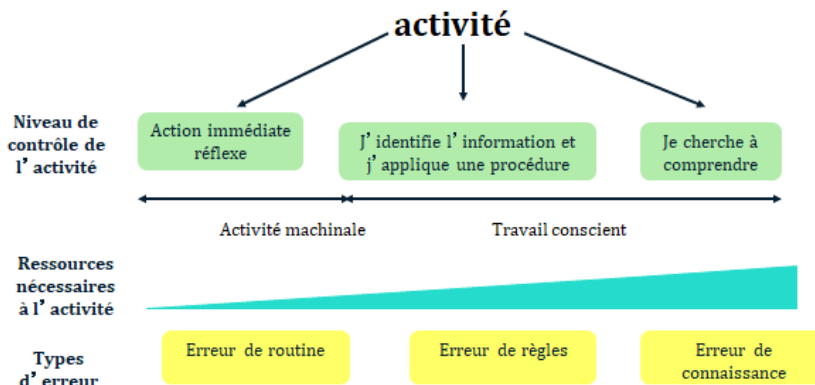 activité
Niveau de
contrôle de
l’activité
Action immédiate
réflexe
J’identifie l’information et
j’applique une procédure
Je cherche à
comprendre
Activité machinale
Travail conscient
Ressources
nécessaires
à l’activité
Types
d’erreur
Erreur de routine
Erreur de règles
Erreur de
connaissance